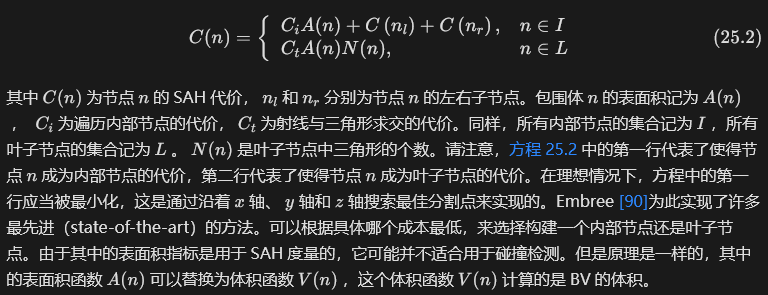 C(n) = { C_i A(n) + C(n_l) + C(n_r), n ∈ I
C_t A(n)N(n), n ∈ L (25.2)
其中 C(n) 为节点 n 的 SAH 代价， n_l 和 n_r 分别为节点 n 的左右子节点。包围体 n 的表面积记为 A(n)
， C_i 为遍历内部节点的代价， C_t 为射线与三角形求交的代价。同样，所有内部节点的集合记为 I ，所有
叶子节点的集合记为 L 。 N(n) 是叶子节点中三角形的个数。请注意，方程 25.2 中的第一行代表了使得节
点 n 成为内部节点的代价，第二行代表了使得节点 n 成为叶子节点的代价。在理想情况下，方程中的第一
行应当被最小化，这是通过沿着 x 轴、 y 轴和 z 轴搜索最佳分割点来实现的。Embree [90]为此实现了许多
最先进（state-of-the-art）的方法。可以根据具体哪个成本最低，来选择构建一个内部节点还是叶子节
点。由于其中的表面积指标是用于 SAH 度量的，它可能并不适合用于碰撞检测。但是原理是一样的，其中
的表面积函数 A(n) 可以替换为体积函数 V(n) ，这个体积函数 V(n) 计算的是 BV 的体积。